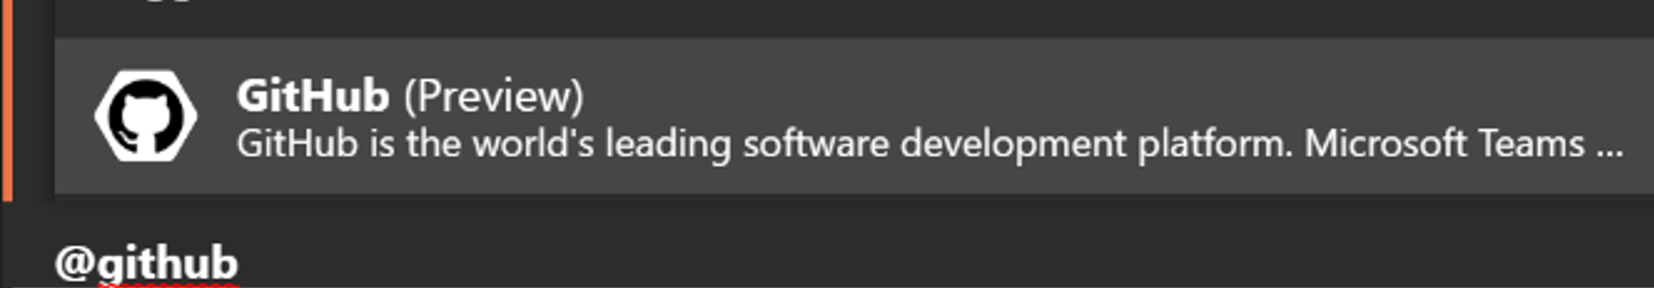 GitHub (Preview)
GitHub is the world's leading software development platform. Microsoft Teams ...
@github